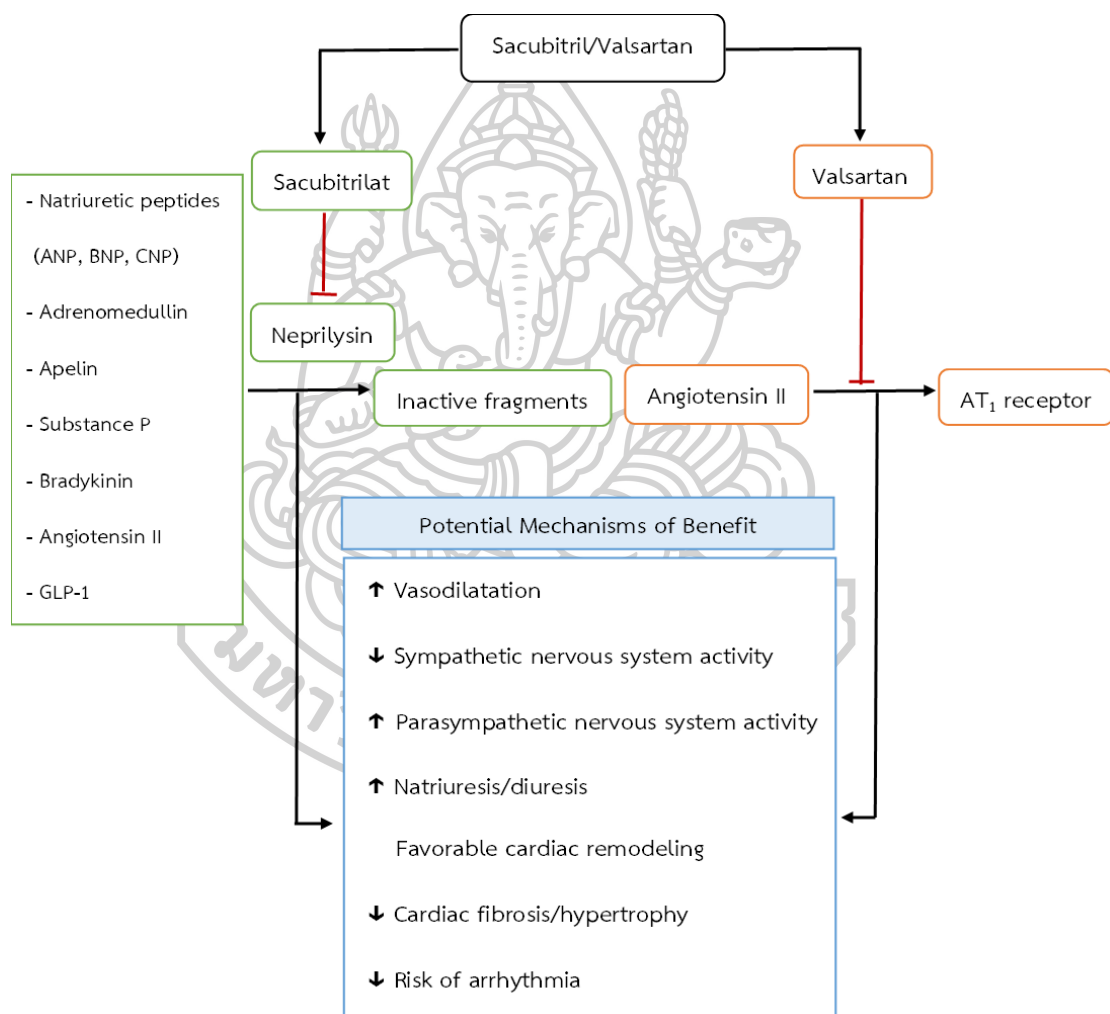 Sacubitril/Valsartan
Sacubitrilat
Valsartan
- Natriuretic peptides
(ANP, BNP, CNP)
- Adrenomedullin
- Apelin
- Substance P
- Bradykinin
- Angiotensin II
- GLP-1
Neprilysin
Inactive fragments
Angiotensin II
AT₁ receptor
Potential Mechanisms of Benefit
↑ Vasodilatation
↓ Sympathetic nervous system activity
↑ Parasympathetic nervous system activity
↑ Natriuresis/diuresis
Favorable cardiac remodeling
↓ Cardiac fibrosis/hypertrophy
↓ Risk of arrhythmia